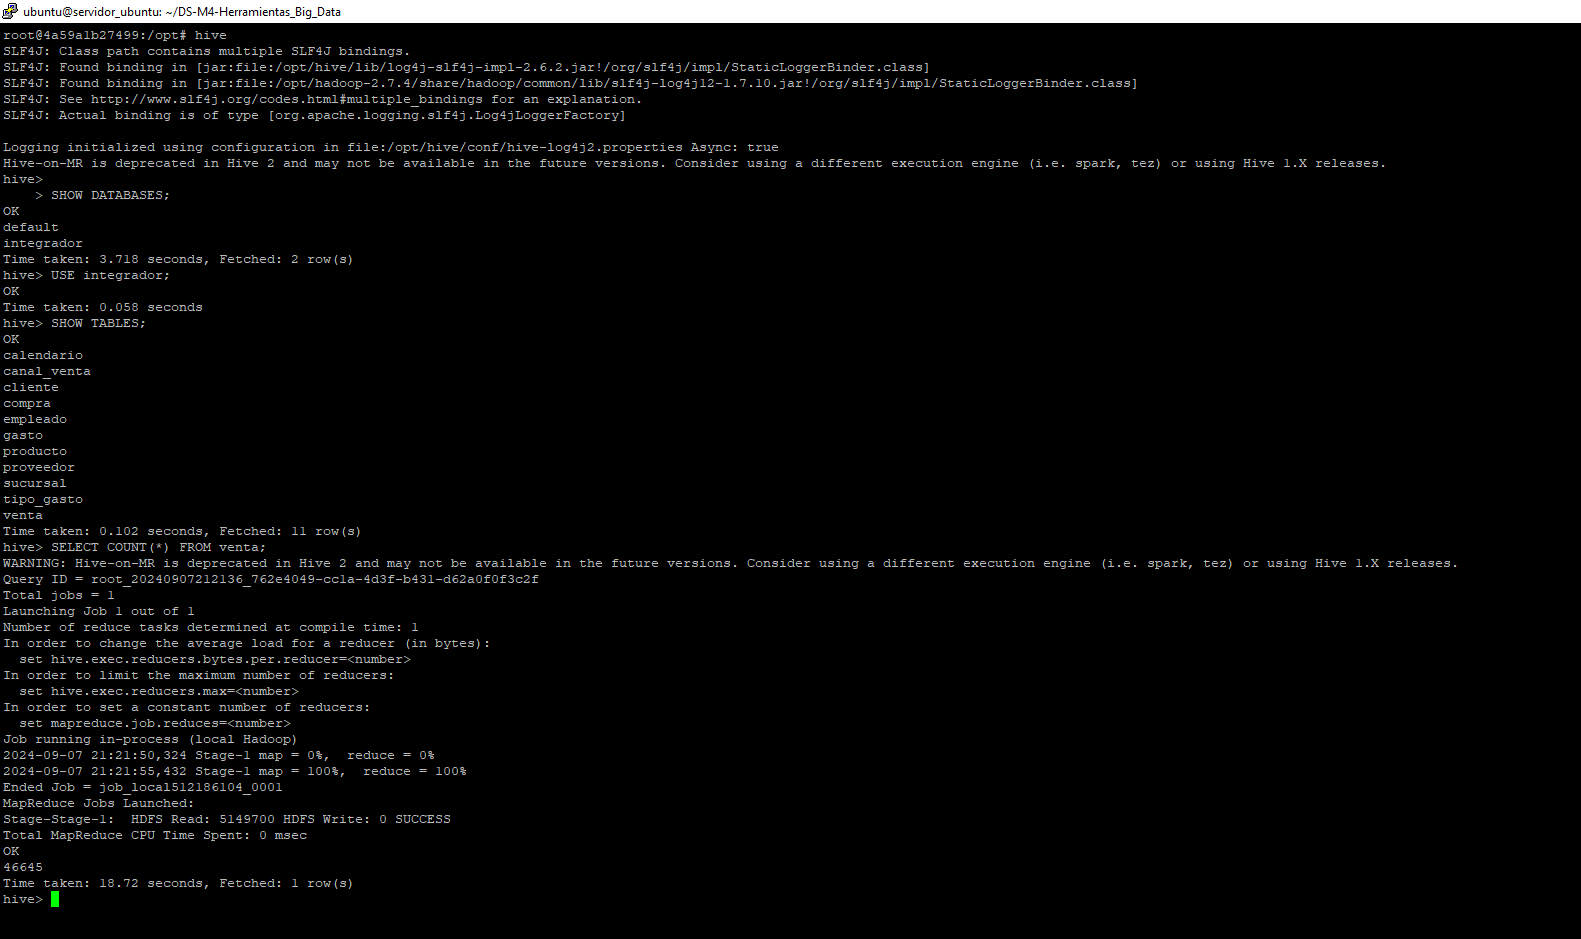 ubuntu@servidor_ubuntu: ~/DS-M4-Herramientas_Big_Data
root@4a59a1b27499:/opt# hive
SLF4J: Class path contains multiple SLF4J bindings.
SLF4J: Found binding in [jar:file:/opt/hive/lib/log4j-slf4j-impl-2.6.2.jar!/org/slf4j/impl/StaticLoggerBinder.class]
SLF4J: Found binding in [jar:file:/opt/hadoop-2.7.4/share/hadoop/common/lib/slf4j-log4j12-1.7.10.jar!/org/slf4j/impl/StaticLoggerBinder.class]
SLF4J: See http://www.slf4j.org/codes.html#multiple_bindings for an explanation.
SLF4J: Actual binding is of type [org.apache.logging.slf4j.Log4jLoggerFactory]
Logging initialized using configuration in file:/opt/hive/conf/hive-log4j2.properties Async: true
Hive-on-MR is deprecated in Hive 2 and may not be available in the future versions. Consider using a different execution engine (i.e. spark, tez) or using Hive 1.X releases.
hive>
    > SHOW DATABASES;
OK
default
integrador
Time taken: 3.718 seconds, Fetched: 2 row(s)
hive> USE integrador;
OK
Time taken: 0.058 seconds
hive> SHOW TABLES;
OK
calendario
canal_venta
cliente
compra
empleado
gasto
producto
proveedor
sucursal
tipo_gasto
venta
Time taken: 0.102 seconds, Fetched: 11 row(s)
hive> SELECT COUNT(*) FROM venta;
WARNING: Hive-on-MR is deprecated in Hive 2 and may not be available in the future versions. Consider using a different execution engine (i.e. spark, tez) or using Hive 1.X releases.
Query ID = root_20240907212136_762e4049-cc1a-4d3f-b431-d62a0f0f3c2f
Total jobs = 1
Launching Job 1 out of 1
Number of reduce tasks determined at compile time: 1
In order to change the average load for a reducer (in bytes):
  set hive.exec.reducers.bytes.per.reducer=<number>
In order to limit the maximum number of reducers:
  set hive.exec.reducers.max=<number>
In order to set a constant number of reducers:
  set mapreduce.job.reduces=<number>
Job running in-process (local Hadoop)
2024-09-07 21:21:50,324 Stage-1 map = 0%,  reduce = 0%
2024-09-07 21:21:55,432 Stage-1 map = 100%,  reduce = 100%
Ended Job = job_local512186104_0001
MapReduce Jobs Launched:
Stage-Stage-1:  HDFS Read: 5149700 HDFS Write: 0 SUCCESS
Total MapReduce CPU Time Spent: 0 msec
OK
46645
Time taken: 18.72 seconds, Fetched: 1 row(s)
hive>